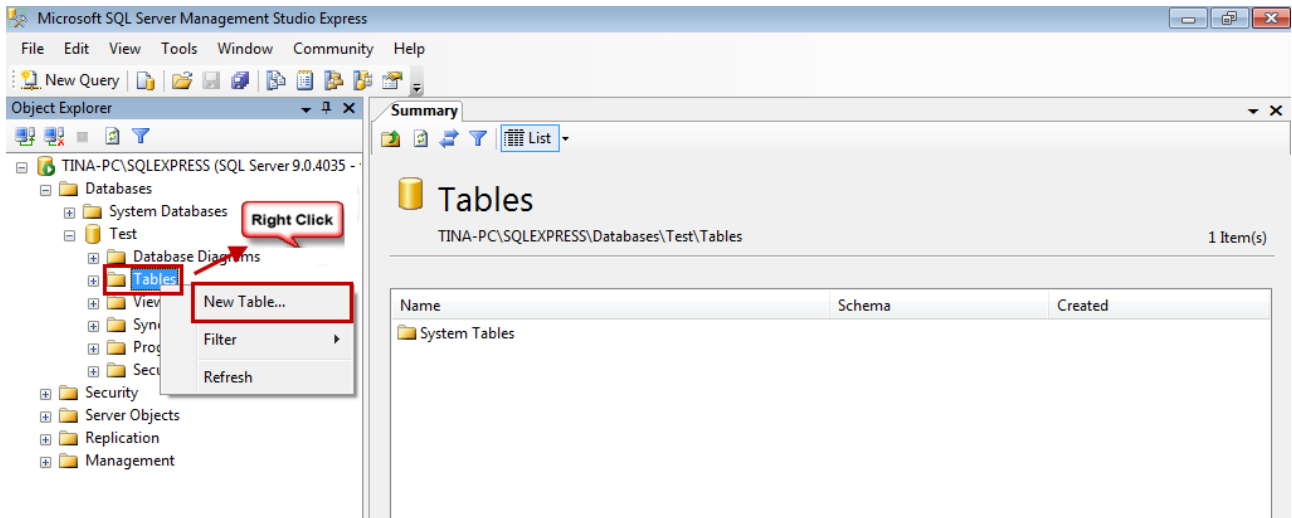 Microsoft SQL Server Management Studio Express
File Edit View Tools Window Community Help
New Query
Object Explorer
TINA-PC\SQLEXPRESS (SQL Server 9.0.4035 -
Databases
System Databases
Test
Database Diagrams
Tables
Security
Server Objects
Replication
Management
Right Click
New Table...
Filter
Refresh
Summary
List
Tables
TINA-PC\SQLEXPRESS\Databases\Test\Tables
1 Item(s)
Name Schema Created
System Tables